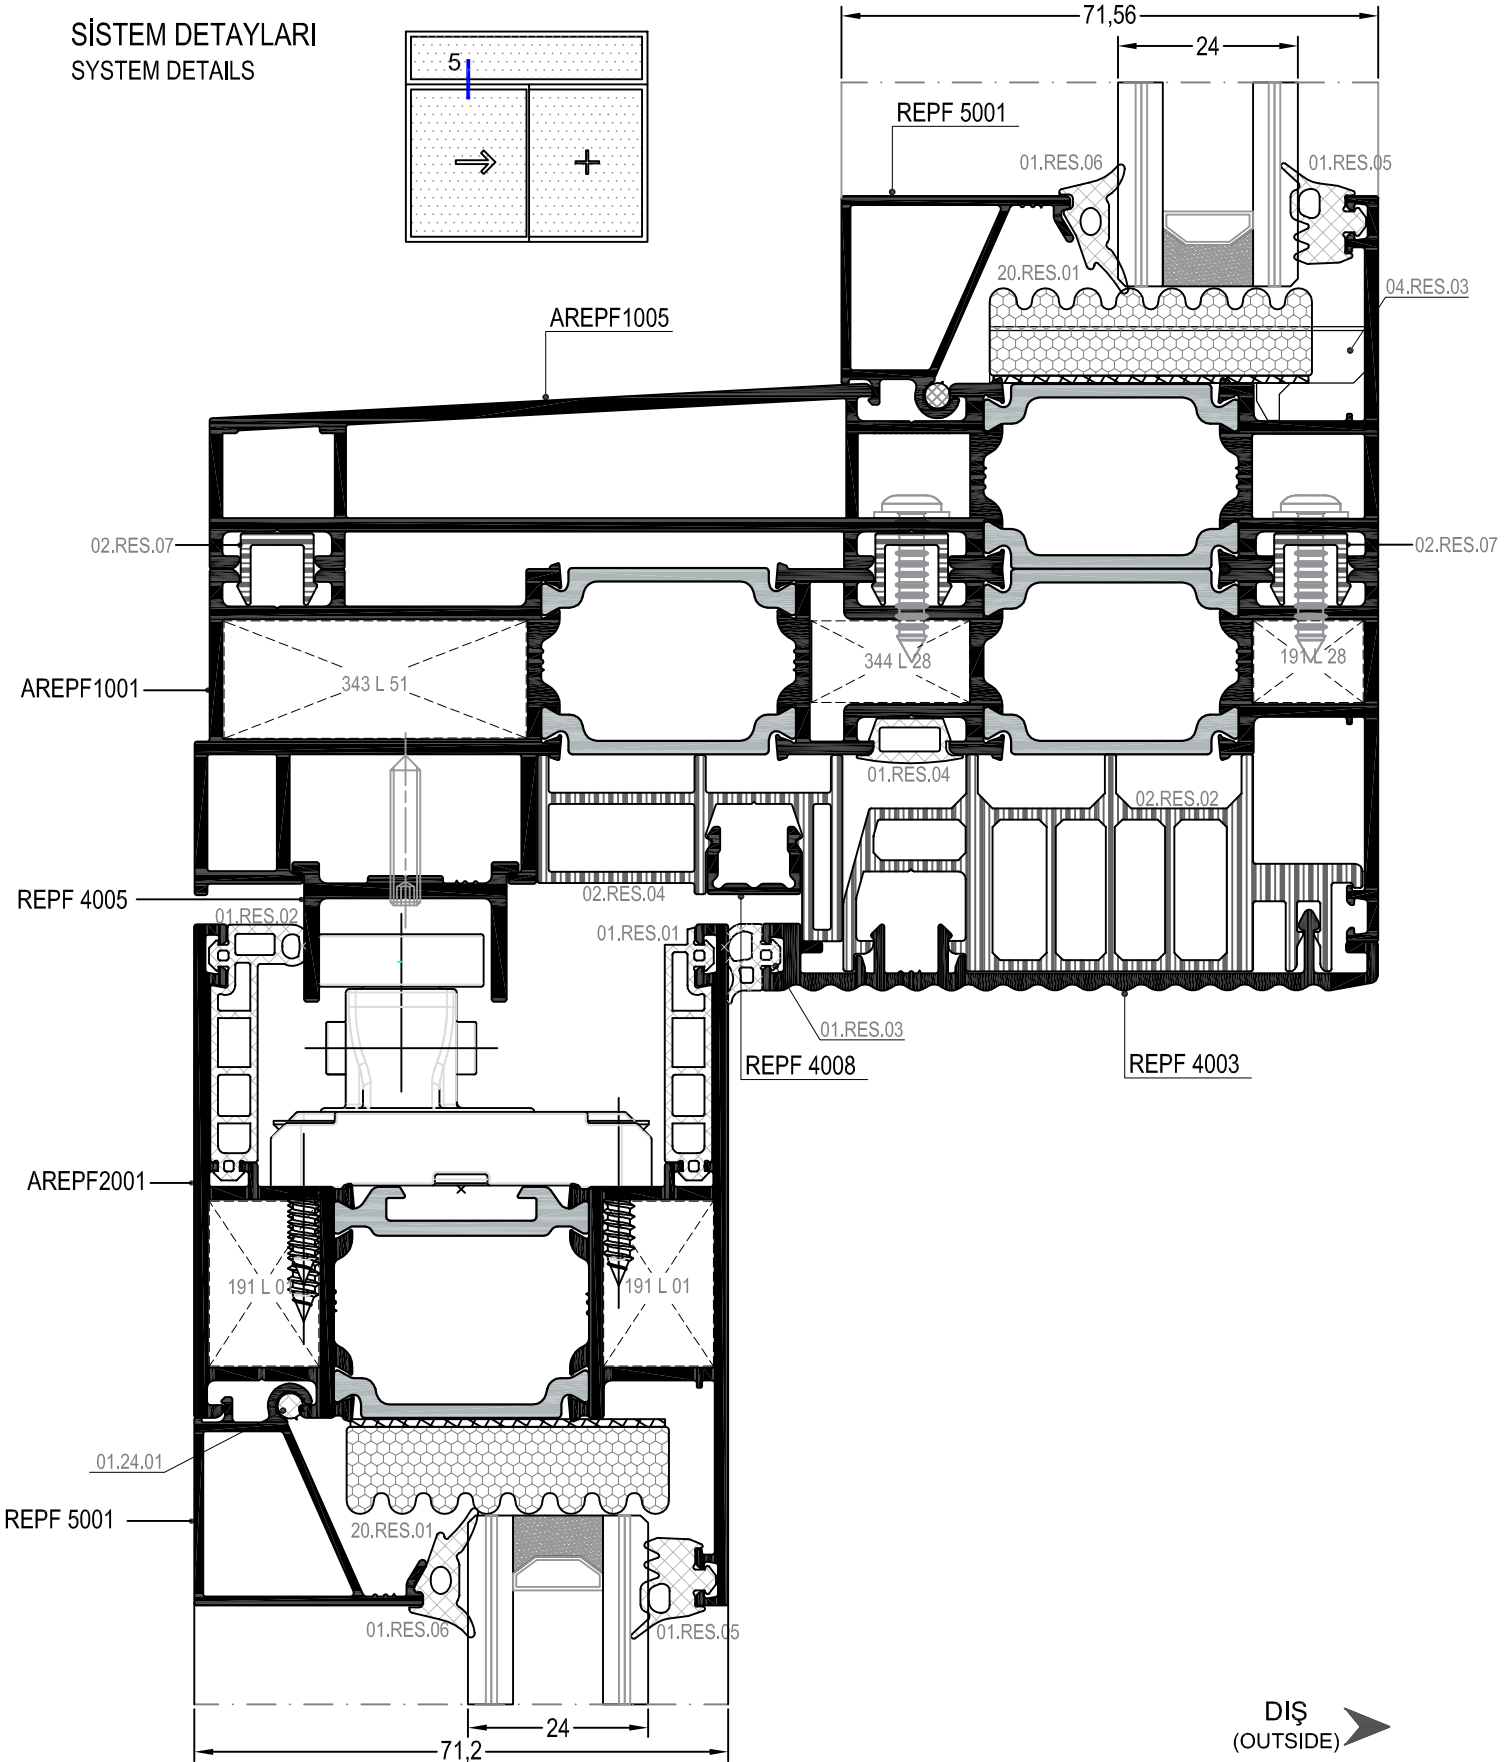 SİSTEM DETAYLARI
SYSTEM DETAILS
5
71,56
24
REPF 5001
01.RES.06
01.RES.05
20.RES.01
04.RES.03
AREPF1005
02.RES.07
02.RES.07
344 L 28
191 L 28
343 L 51
AREPF1001
01.RES.04
02.RES.02
02.RES.04
REPF 4005
01.RES.02
01.RES.01
01.RES.03
REPF 4008
REPF 4003
AREPF2001
191 L 0
191 L 01
01.24.01
REPF 5001
20.RES.01
01.RES.06
01.RES.05
24
71,2
DIŞ
(OUTSIDE)